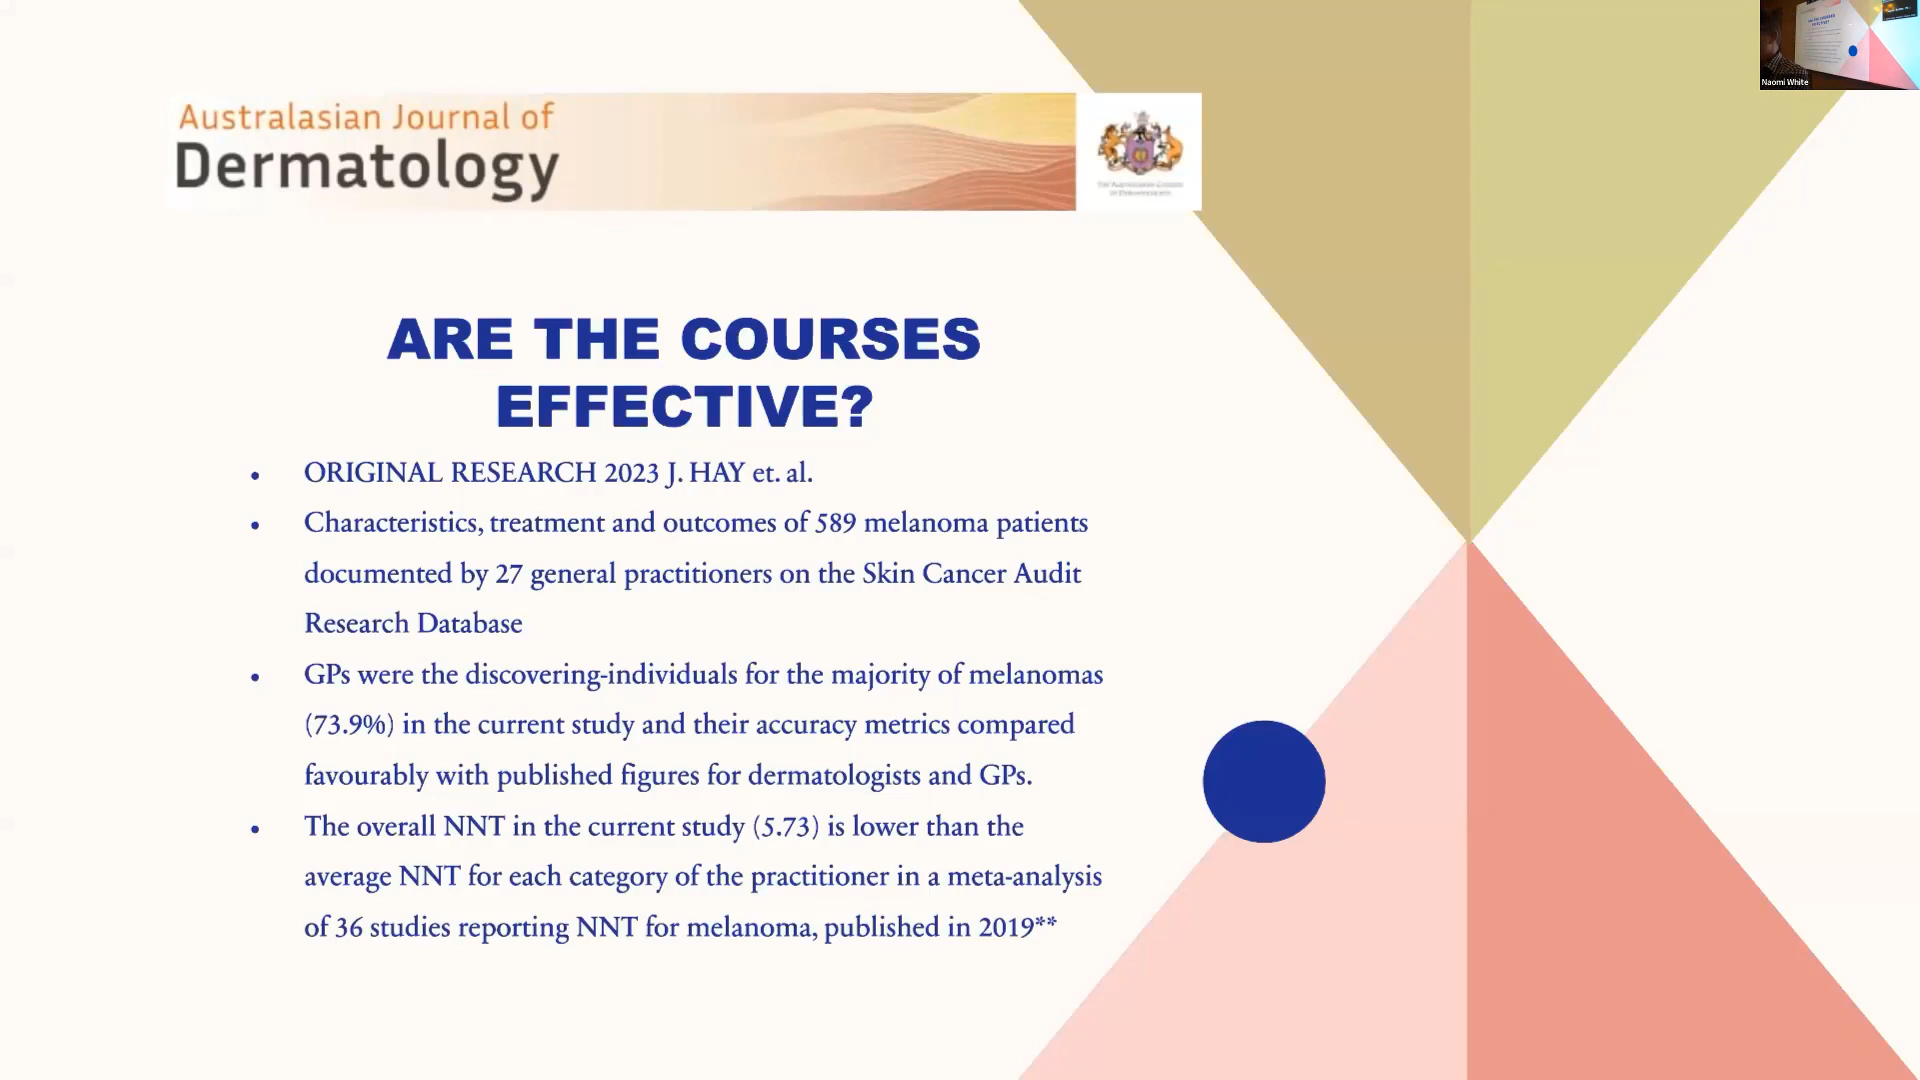 Naomi White
Australasian Journal of
Dermatology
THE AUSTRALASIAN COLLEGE
OF DERMATOLOGISTS
ARE THE COURSES
EFFECTIVE?
• ORIGINAL RESEARCH 2023 J. HAY et. al.
• Characteristics, treatment and outcomes of 589 melanoma patients
documented by 27 general practitioners on the Skin Cancer Audit
Research Database
• GPs were the discovering-individuals for the majority of melanomas
(73.9%) in the current study and their accuracy metrics compared
favourably with published figures for dermatologists and GPs.
• The overall NNT in the current study (5.73) is lower than the
average NNT for each category of the practitioner in a meta-analysis
of 36 studies reporting NNT for melanoma, published in 2019**